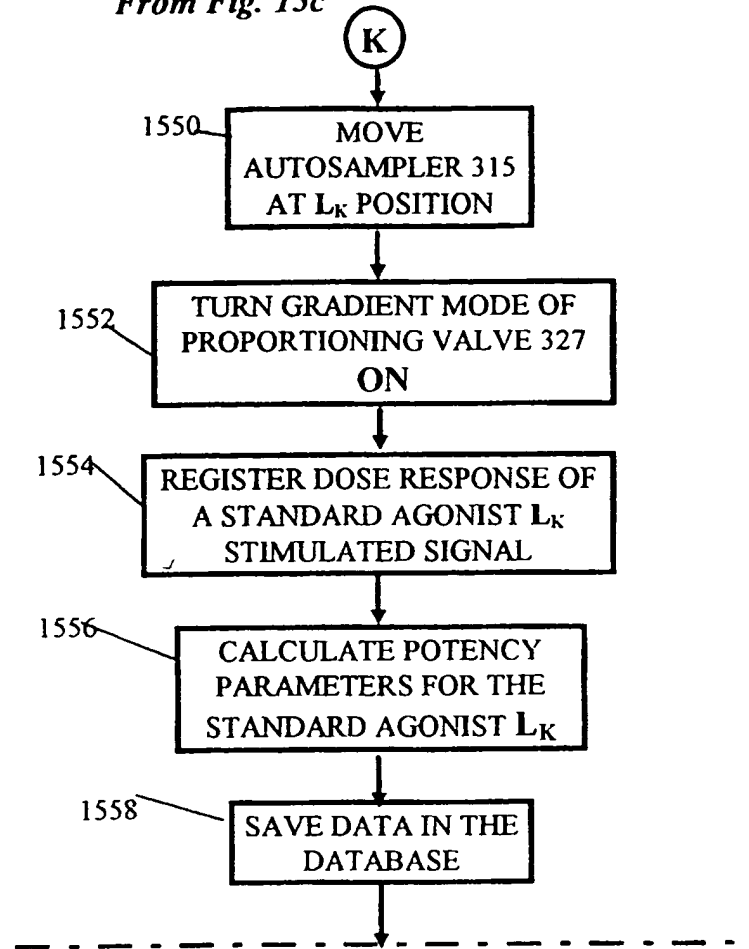 From Fig. 15c
K
1550
MOVE
AUTOSAMPLER 315
AT LK POSITION
1552
TURN GRADIENT MODE OF
PROPORTIONING VALVE 327
ON
1554
REGISTER DOSE RESPONSE OF
A STANDARD AGONIST LK
STIMULATED SIGNAL
1556
CALCULATE POTENCY
PARAMETERS FOR THE
STANDARD AGONIST LK
1558
SAVE DATA IN THE
DATABASE